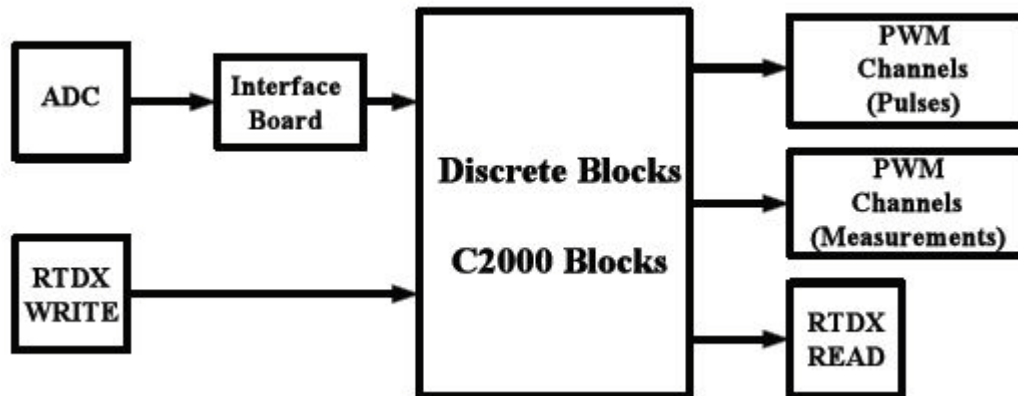 ADC
Interface
Board
RTDX
WRITE
Discrete Blocks
C2000 Blocks
PWM
Channels
(Pulses)
PWM
Channels
(Measurements)
RTDX
READ